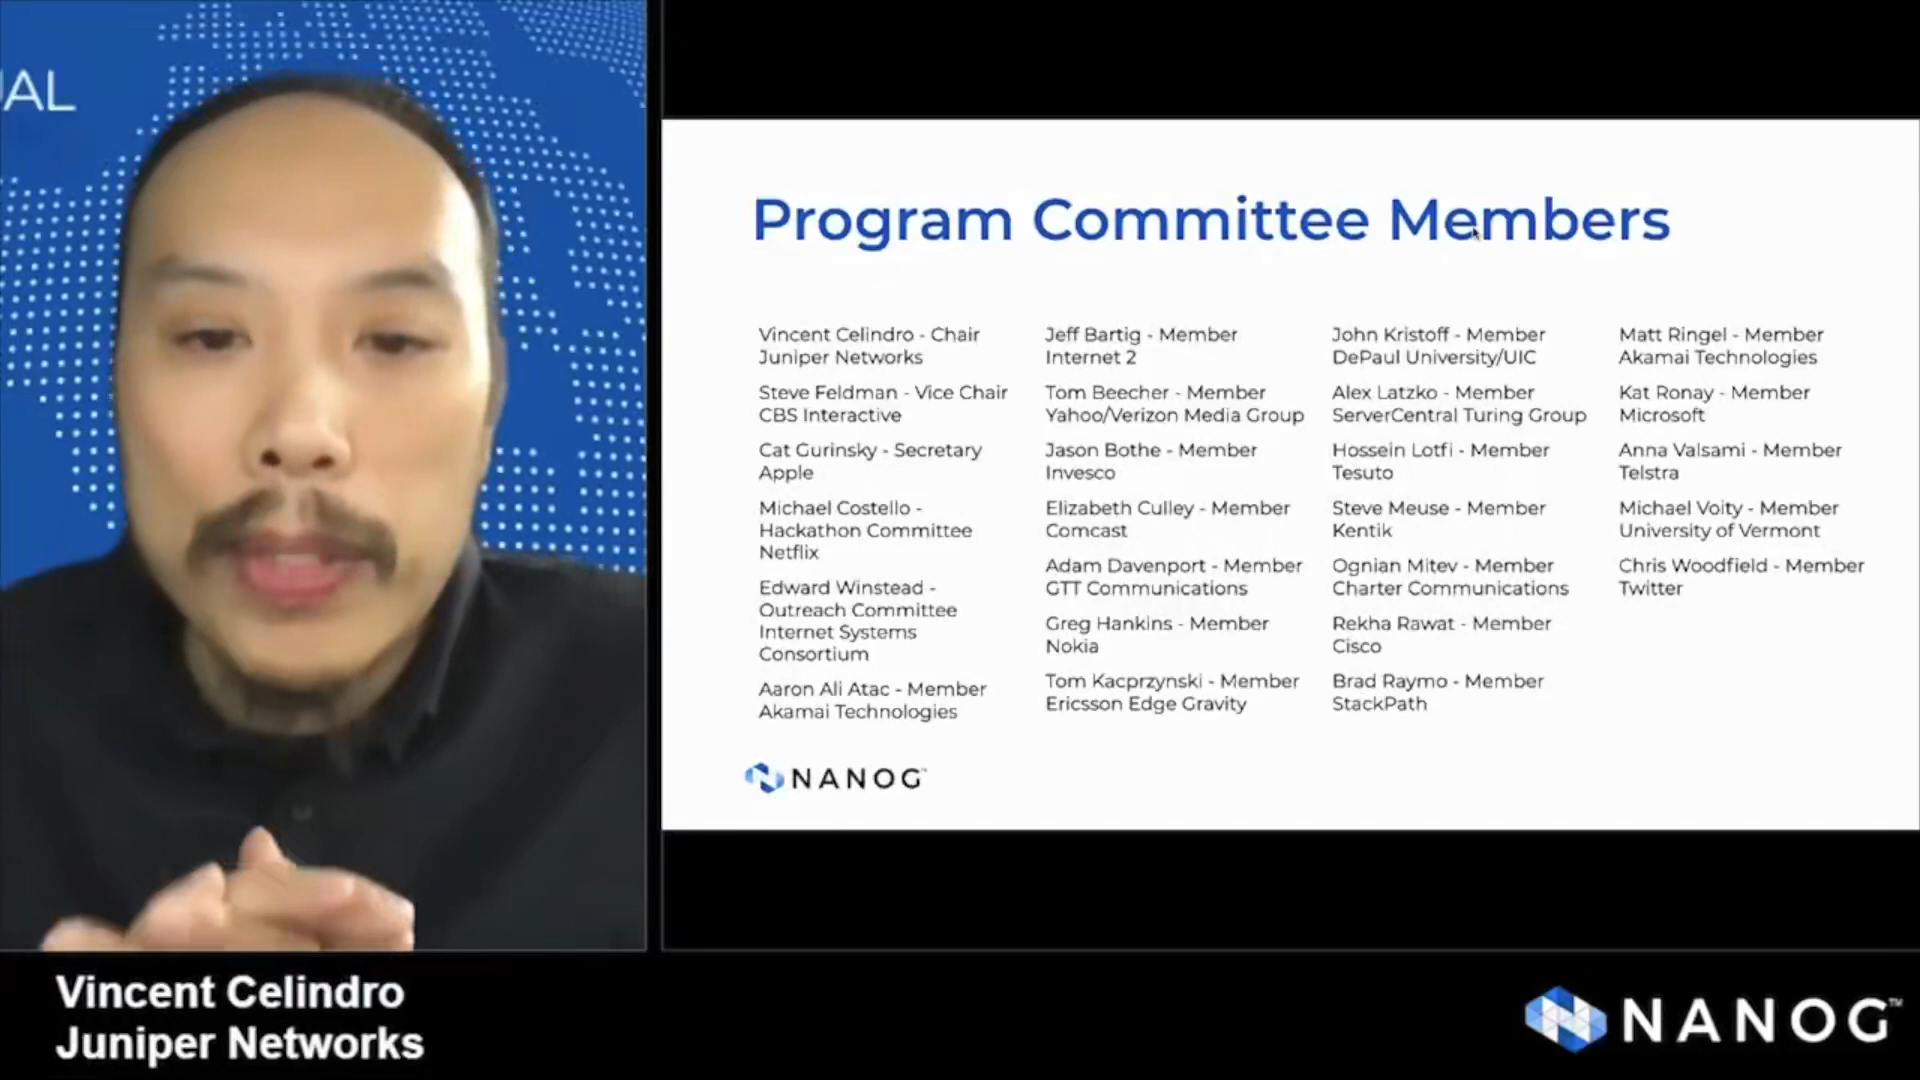 UAL
Program Committee Members
Vincent Celindro - Chair
Juniper Networks
Steve Feldman - Vice Chair
CBS Interactive
Cat Gurinsky - Secretary
Apple
Michael Costello -
Hackathon Committee
Netflix
Edward Winstead -
Outreach Committee
Internet Systems
Consortium
Aaron Ali Atac - Member
Akamai Technologies
Jeff Bartig - Member
Internet 2
Tom Beecher - Member
Yahoo/Verizon Media Group
Jason Bothe - Member
Invesco
Elizabeth Culley - Member
Comcast
Adam Davenport - Member
GTT Communications
Greg Hankins - Member
Nokia
Tom Kacprzynski - Member
Ericsson Edge Gravity
John Kristoff - Member
DePaul University/UIC
Alex Latzko - Member
ServerCentral Turing Group
Hossein Lotfi - Member
Tesuto
Steve Meuse - Member
Kentik
Ognian Mitev - Member
Charter Communications
Rekha Rawat - Member
Cisco
Brad Raymo - Member
StackPath
Matt Ringel - Member
Akamai Technologies
Kat Ronay - Member
Microsoft
Anna Valsami - Member
Telstra
Michael Voity - Member
University of Vermont
Chris Woodfield - Member
Twitter
NANOG™
Vincent Celindro
Juniper Networks
NANOG™